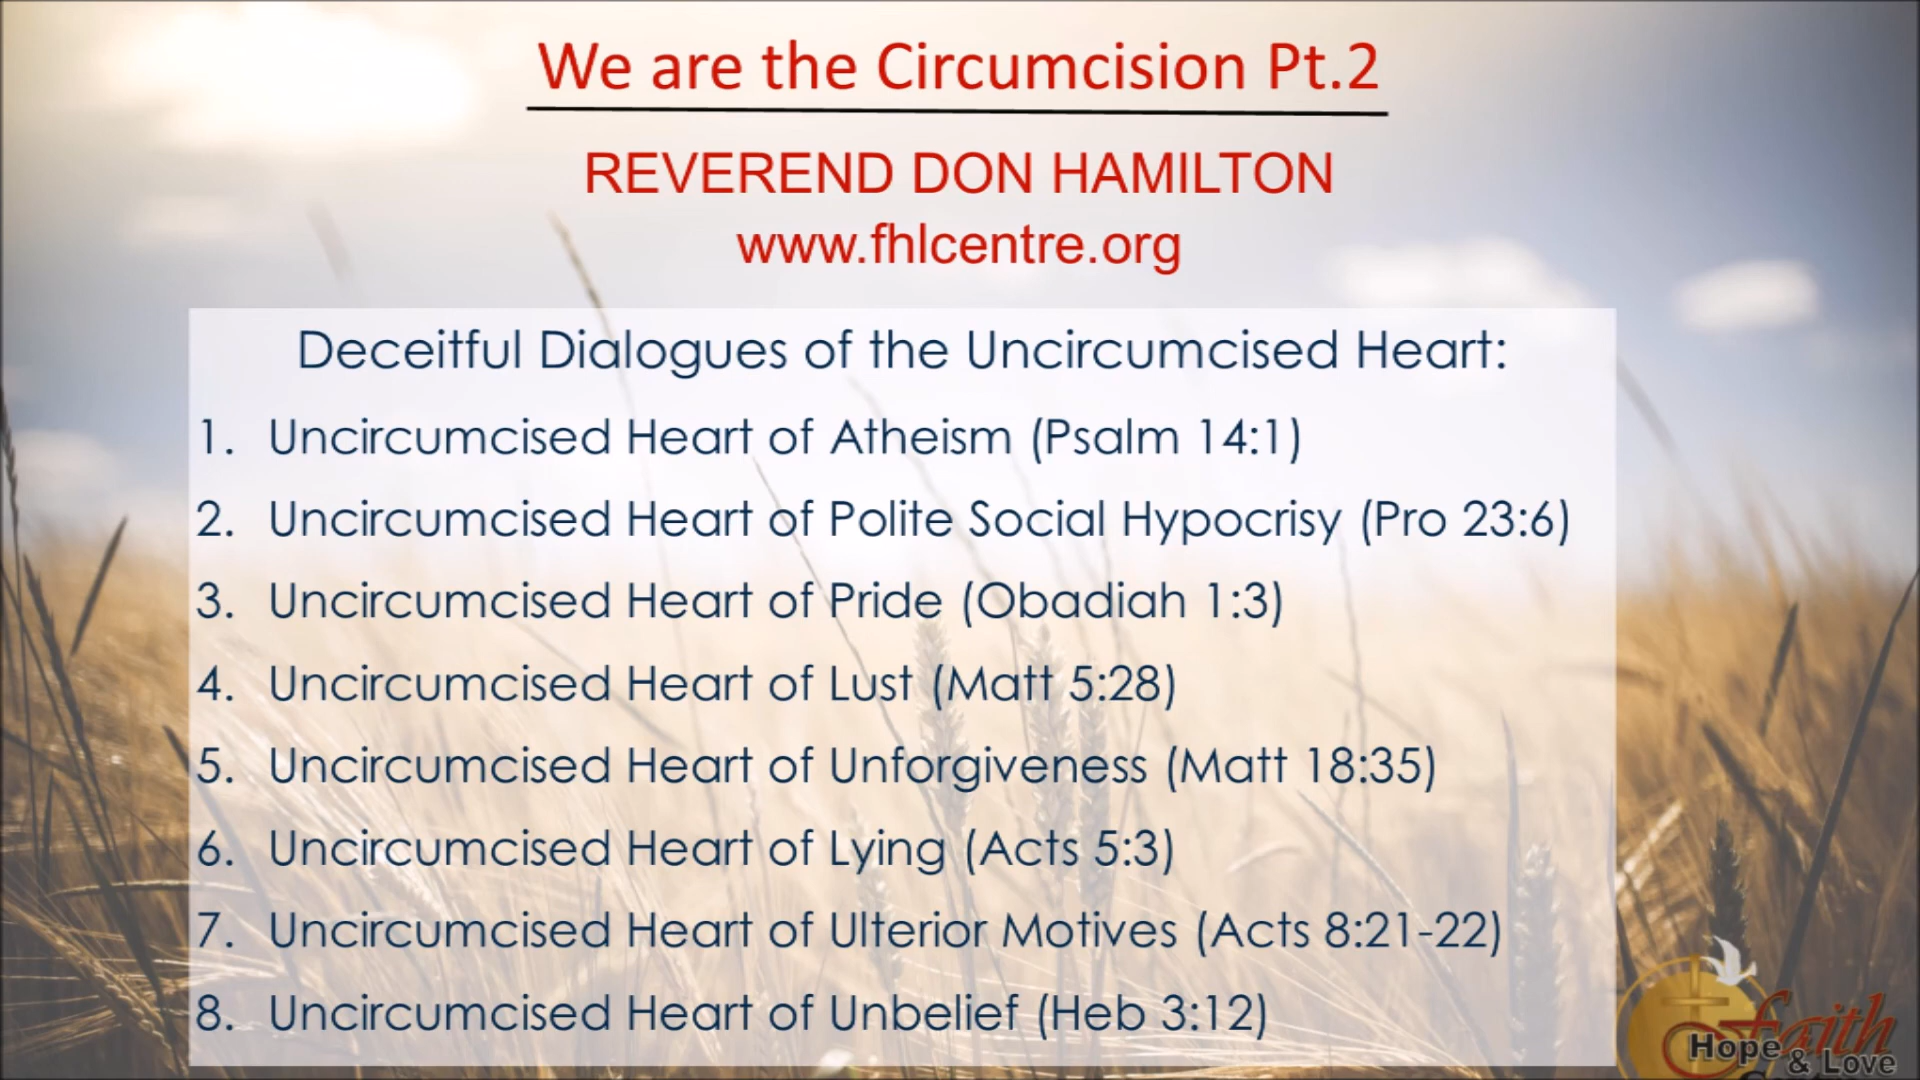 We are the Circumcision Pt.2
REVEREND DON HAMILTON
www.fhlcentre.org
Deceitful Dialogues of the Uncircumcised Heart:
1. Uncircumcised Heart of Atheism (Psalm 14:1)
2. Uncircumcised Heart of Polite Social Hypocrisy (Pro 23:6)
3. Uncircumcised Heart of Pride (Obadiah 1:3)
4. Uncircumcised Heart of Lust (Matt 5:28)
5. Uncircumcised Heart of Unforgiveness (Matt 18:35)
6. Uncircumcised Heart of Lying (Acts 5:3)
7. Uncircumcised Heart of Ulterior Motives (Acts 8:21-22)
8. Uncircumcised Heart of Unbelief (Heb 3:12)
Faith
Hope & Love